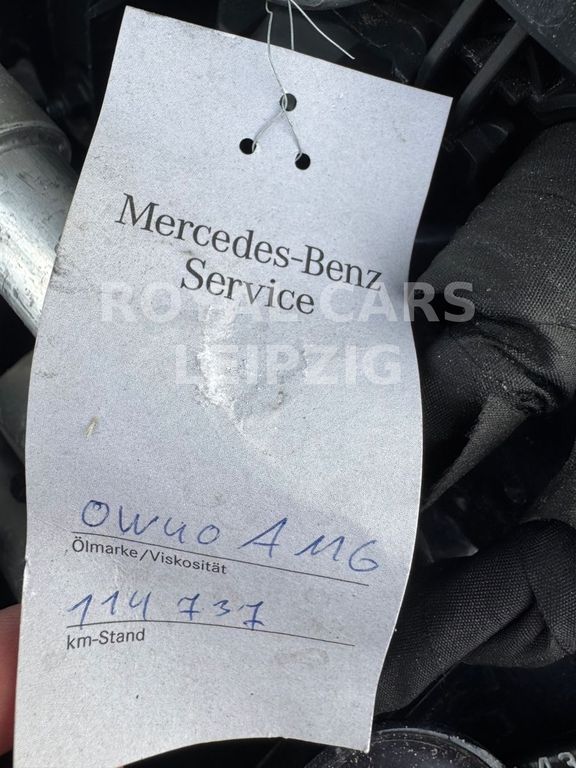 Mercedes-Benz
Service
ROYAL CARS
LEIPZIG
0W40 AMG
Ölmarke/Viskosität
114 737
km-Stand